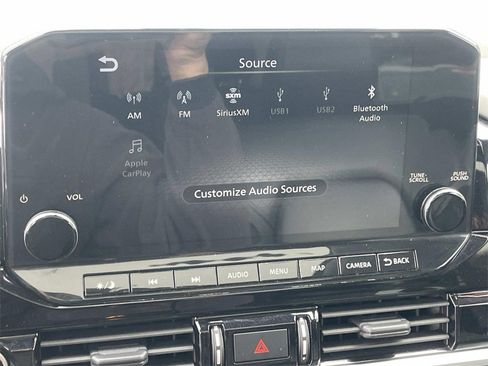 Source
AM
FM
sxm
SiriusXM
USB1
USB2
Bluetooth
Audio
Apple
CarPlay
Customize Audio Sources
VOL
TUNE-
SCROLL
PUSH
SOUND
AUDIO
MENU
MAP
CAMERA
BACK